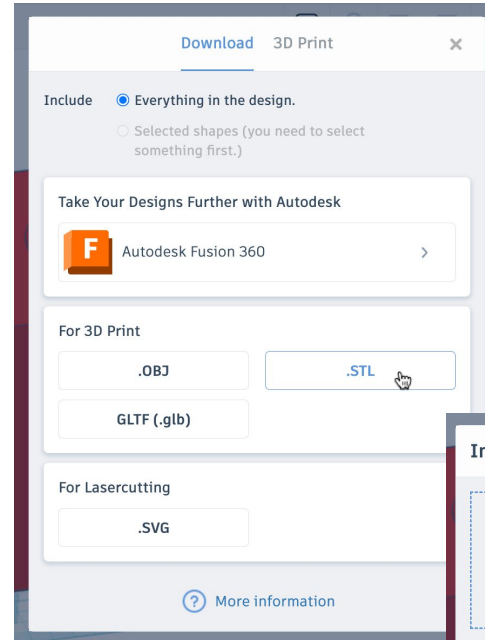 Download 3D Print
Include Everything in the design.
Selected shapes (you need to select
something first.)
Take Your Designs Further with Autodesk
F Autodesk Fusion 360
For 3D Print
.OBJ .STL
GLTF (.glb)
For Lasercutting
.SVG
? More information